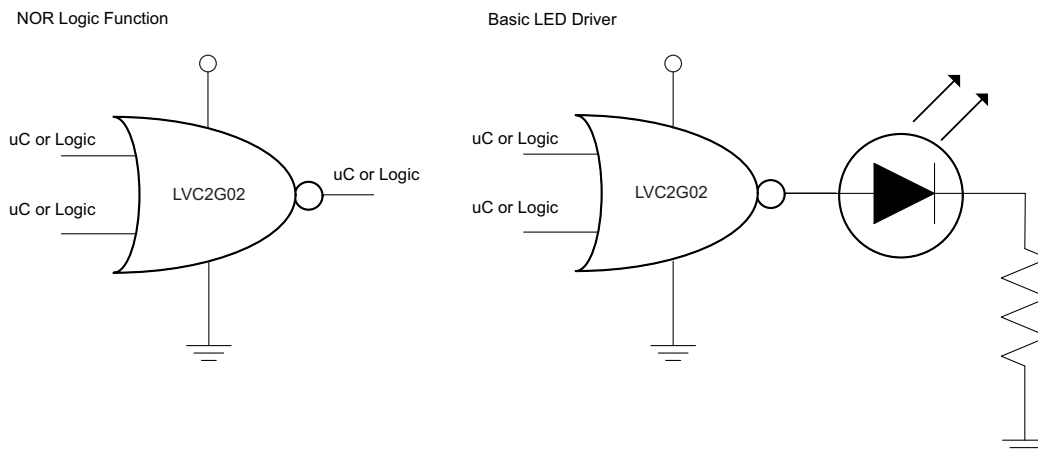 NOR Logic Function
Basic LED Driver
uC or Logic
uC or Logic
LVC2G02
uC or Logic
uC or Logic
uC or Logic
LVC2G02